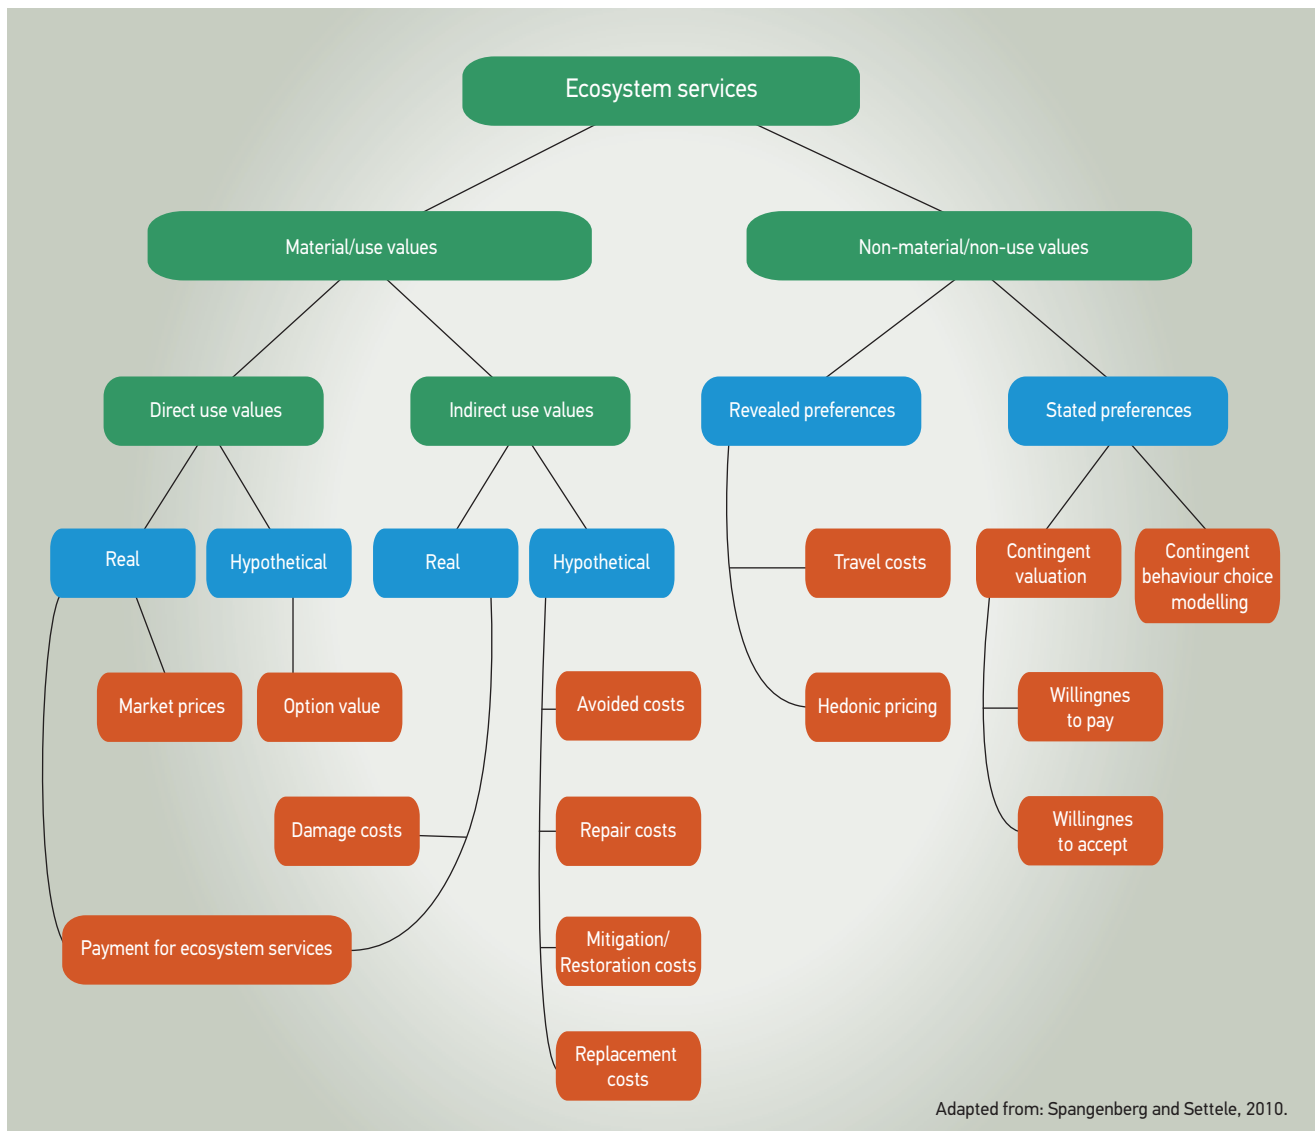 Ecosystem services
Material/use values
Non-material/non-use values
Direct use values
Indirect use values
Revealed preferences
Stated preferences
Real
Hypothetical
Real
Hypothetical
Travel costs
Contingent
valuation
Contingent
behaviour choice
modelling
Market prices
Option value
Avoided costs
Hedonic pricing
Willingnes
to pay
Damage costs
Repair costs
Willingnes
to accept
Payment for ecosystem services
Mitigation/
Restoration costs
Replacement
costs
Adapted from: Spangenberg and Settele, 2010.